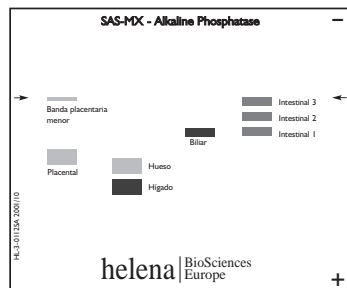 SAS-MX - Alkaline Phosphatase
−
Banda placentaria
menor
Intestinal 3
Intestinal 2
Intestinal 1
Biliar
Placental
Hueso
Hígado
HL-3-0112SA 2001/10
helena BioSciences
Europe
+